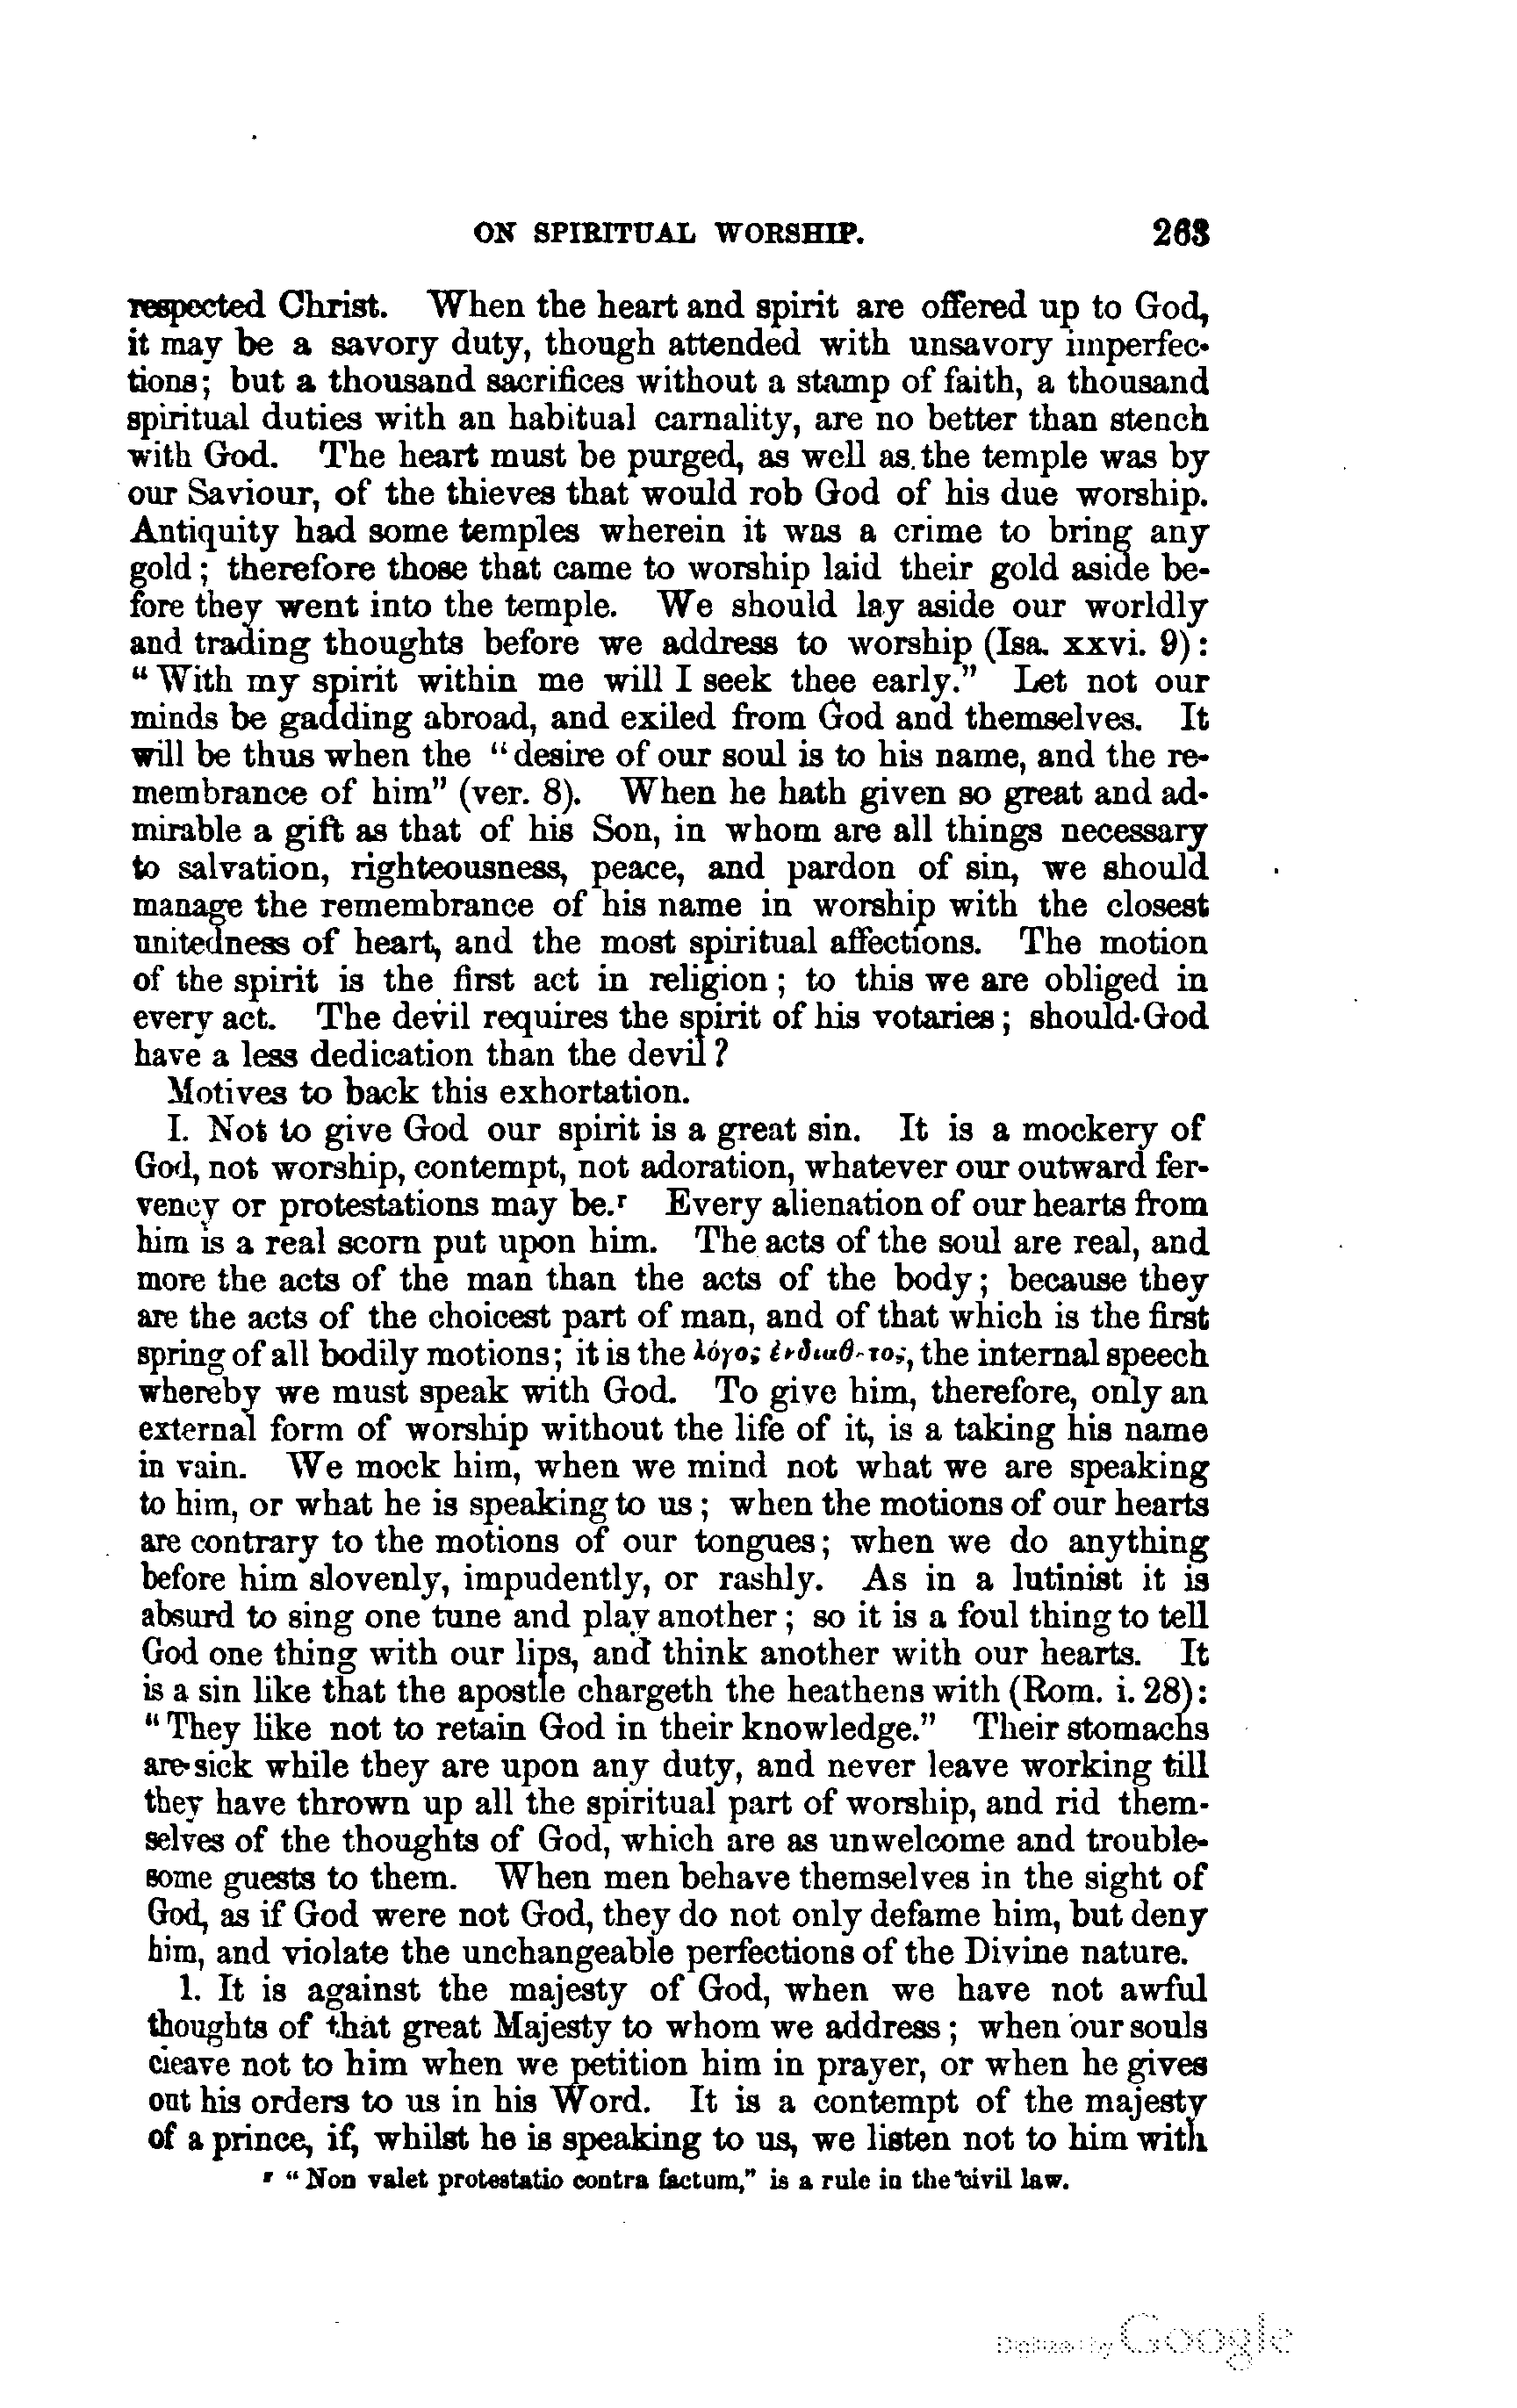 ON SPIRITUAL WORSHIP. 263
respected Christ. When the heart and spirit are offered up to God,
it may be a savory duty, though attended with unsavory imperfec-
tions; but a thousand sacrifices without a stamp of faith, a thousand
spiritual duties with an habitual carnality, are no better than stench
with God. The heart must be purged, as well as the temple was by
our Saviour, of the thieves that would rob God of his due worship.
Antiquity had some temples wherein it was a crime to bring any
gold; therefore those that came to worship laid their gold aside be-
fore they went into the temple. We should lay aside our worldly
and trading thoughts before we address to worship (Isa. xxvi. 9):
"With my spirit within me will I seek thee early." Let not our
minds be gadding abroad, and exiled from God and themselves. It
will be thus when the "desire of our soul is to his name, and the re-
membrance of him" (ver. 8). When he hath given so great and ad-
mirable a gift as that of his Son, in whom are all things necessary
to salvation, righteousness, peace, and pardon of sin, we should
manage the remembrance of his name in worship with the closest
unitedness of heart, and the most spiritual affections. The motion
of the spirit is the first act in religion; to this we are obliged in
every act. The devil requires the spirit of his votaries; should God
have a less dedication than the devil?
Motives to back this exhortation.
I. Not to give God our spirit is a great sin. It is a mockery of
God, not worship, contempt, not adoration, whatever our outward fer-
vency or protestations may be.r Every alienation of our hearts from
him is a real scorn put upon him. The acts of the soul are real, and
more the acts of the man than the acts of the body; because they
are the acts of the choicest part of man, and of that which is the first
spring of all bodily motions; it is the λόγος the internal speech
whereby we must speak with God. To give him, therefore, only an
external form of worship without the life of it, is a taking his name
in vain. We mock him, when we mind not what we are speaking
to him, or what he is speaking to us; when the motions of our hearts
are contrary to the motions of our tongues; when we do anything
before him slovenly, impudently, or rashly. As in a lutinist it is
absurd to sing one tune and play another; so it is a foul thing to tell
God one thing with our lips, and think another with our hearts. It
is a sin like that the apostle chargeth the heathens with (Rom. i. 28):
"They like not to retain God in their knowledge." Their stomachs
are sick while they are upon any duty, and never leave working till
they have thrown up all the spiritual part of worship, and rid them-
selves of the thoughts of God, which are as unwelcome and trouble-
some guests to them. When men behave themselves in the sight of
God, as if God were not God, they do not only defame him, but deny
him, and violate the unchangeable perfections of the Divine nature.
1. It is against the majesty of God, when we have not awful
thoughts of that great Majesty to whom we address; when our souls
cleave not to him when we petition him in prayer, or when he gives
out his orders to us in his Word. It is a contempt of the majesty
of a prince, if, whilst he is speaking to us, we listen not to him with
r "Non valet protestatio contra factum," is a rule in the civil law.
Digitized by Google